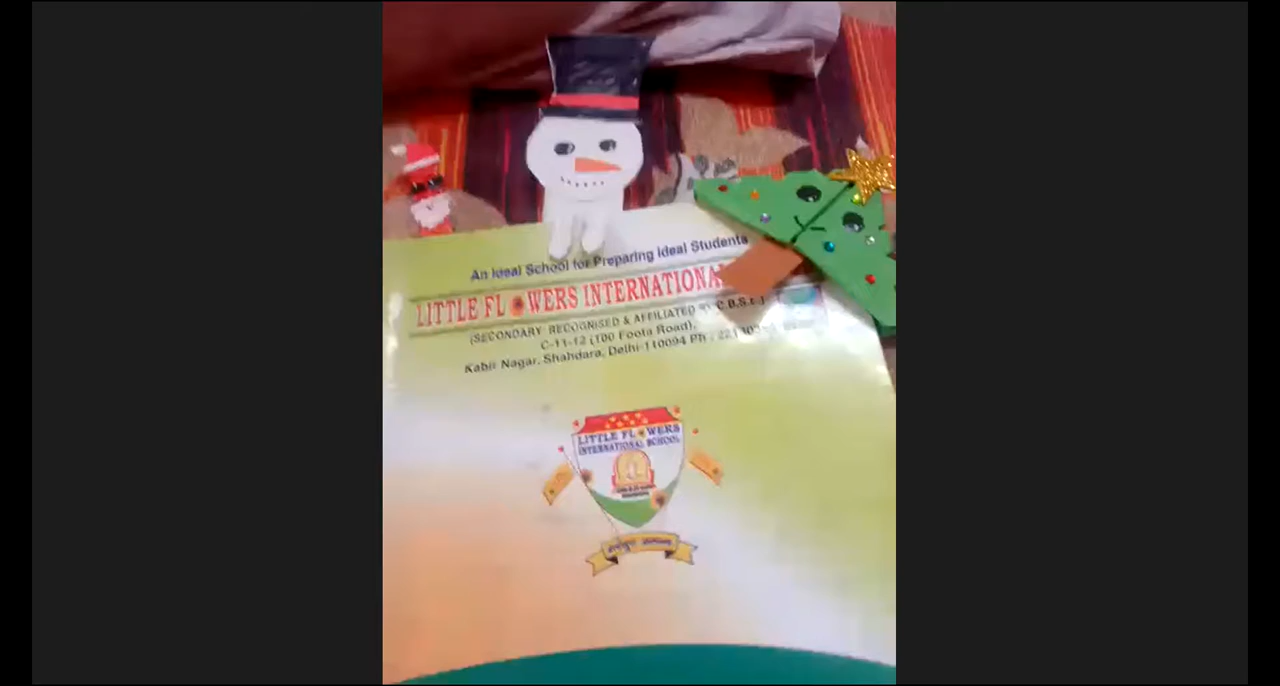 An Ideal School for Preparing Ideal Students
LITTLE FLOWERS INTERNATIONAL
(SECONDARY RECOGNISED & AFFILIATED TO C.B.S.E.)
C-11-12 (100 Foota Road),
Kabir Nagar, Shahdara, Delhi-110094 Ph :
LITTLE FLOWERS
INTERNATIONAL SCHOOL